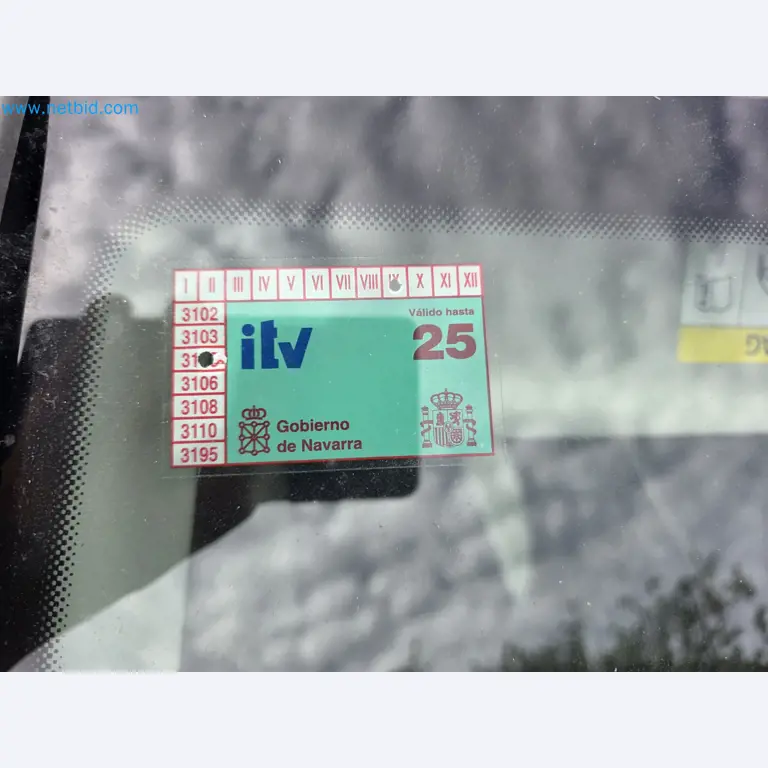 www.netbid.com
I II III IV V VI VII VIII IX X XI XII
3102
3103
3106
3108
3110
3195
itv
Válido hasta
25
Gobierno
de Navarra